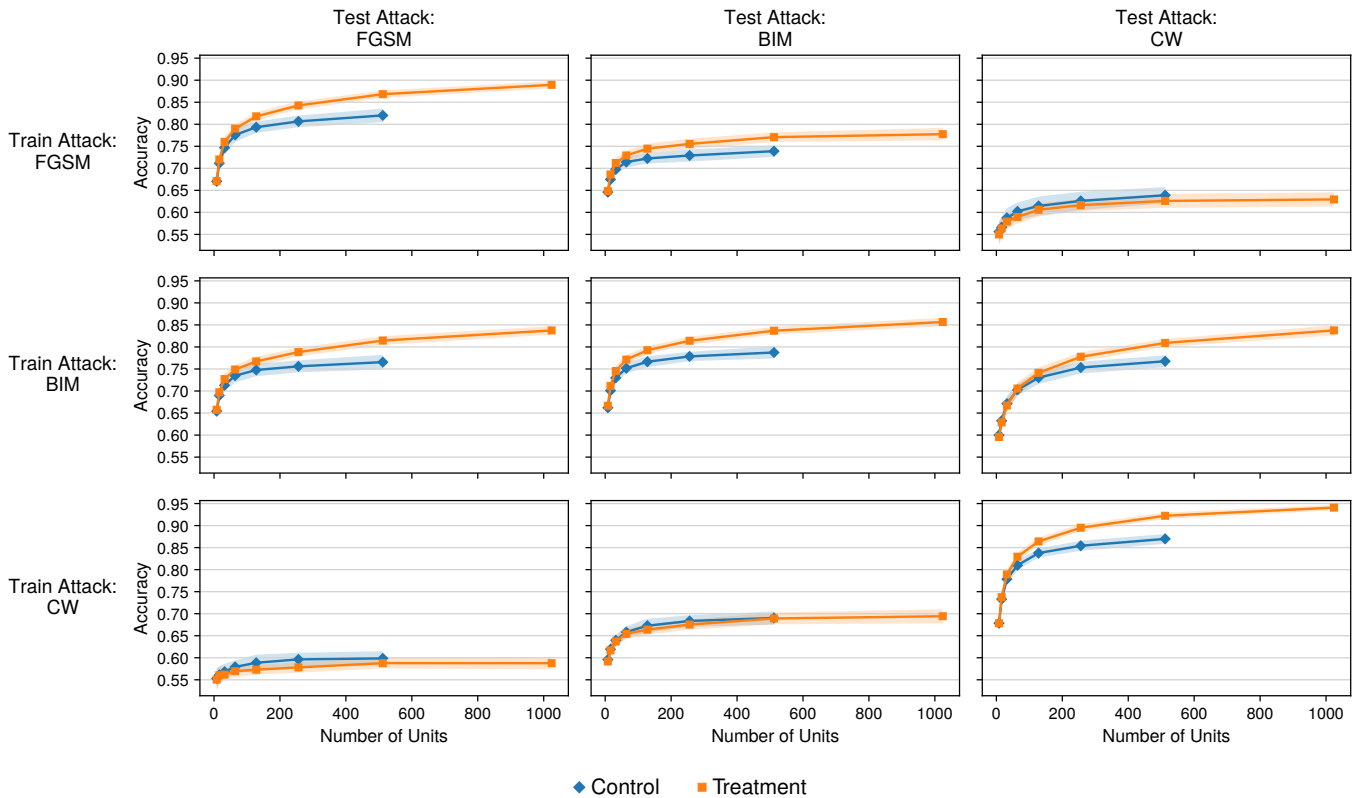 Test Attack:
FGSM
Test Attack:
BIM
Test Attack:
CW
Train Attack:
FGSM
Accuracy
0.95
0.90
0.85
0.80
0.75
0.70
0.65
0.60
0.55
Train Attack:
BIM
Accuracy
0.95
0.90
0.85
0.80
0.75
0.70
0.65
0.60
0.55
Train Attack:
CW
Accuracy
0.95
0.90
0.85
0.80
0.75
0.70
0.65
0.60
0.55
0 200 400 600 800 1000
Number of Units
0 200 400 600 800 1000
Number of Units
0 200 400 600 800 1000
Number of Units
Control Treatment